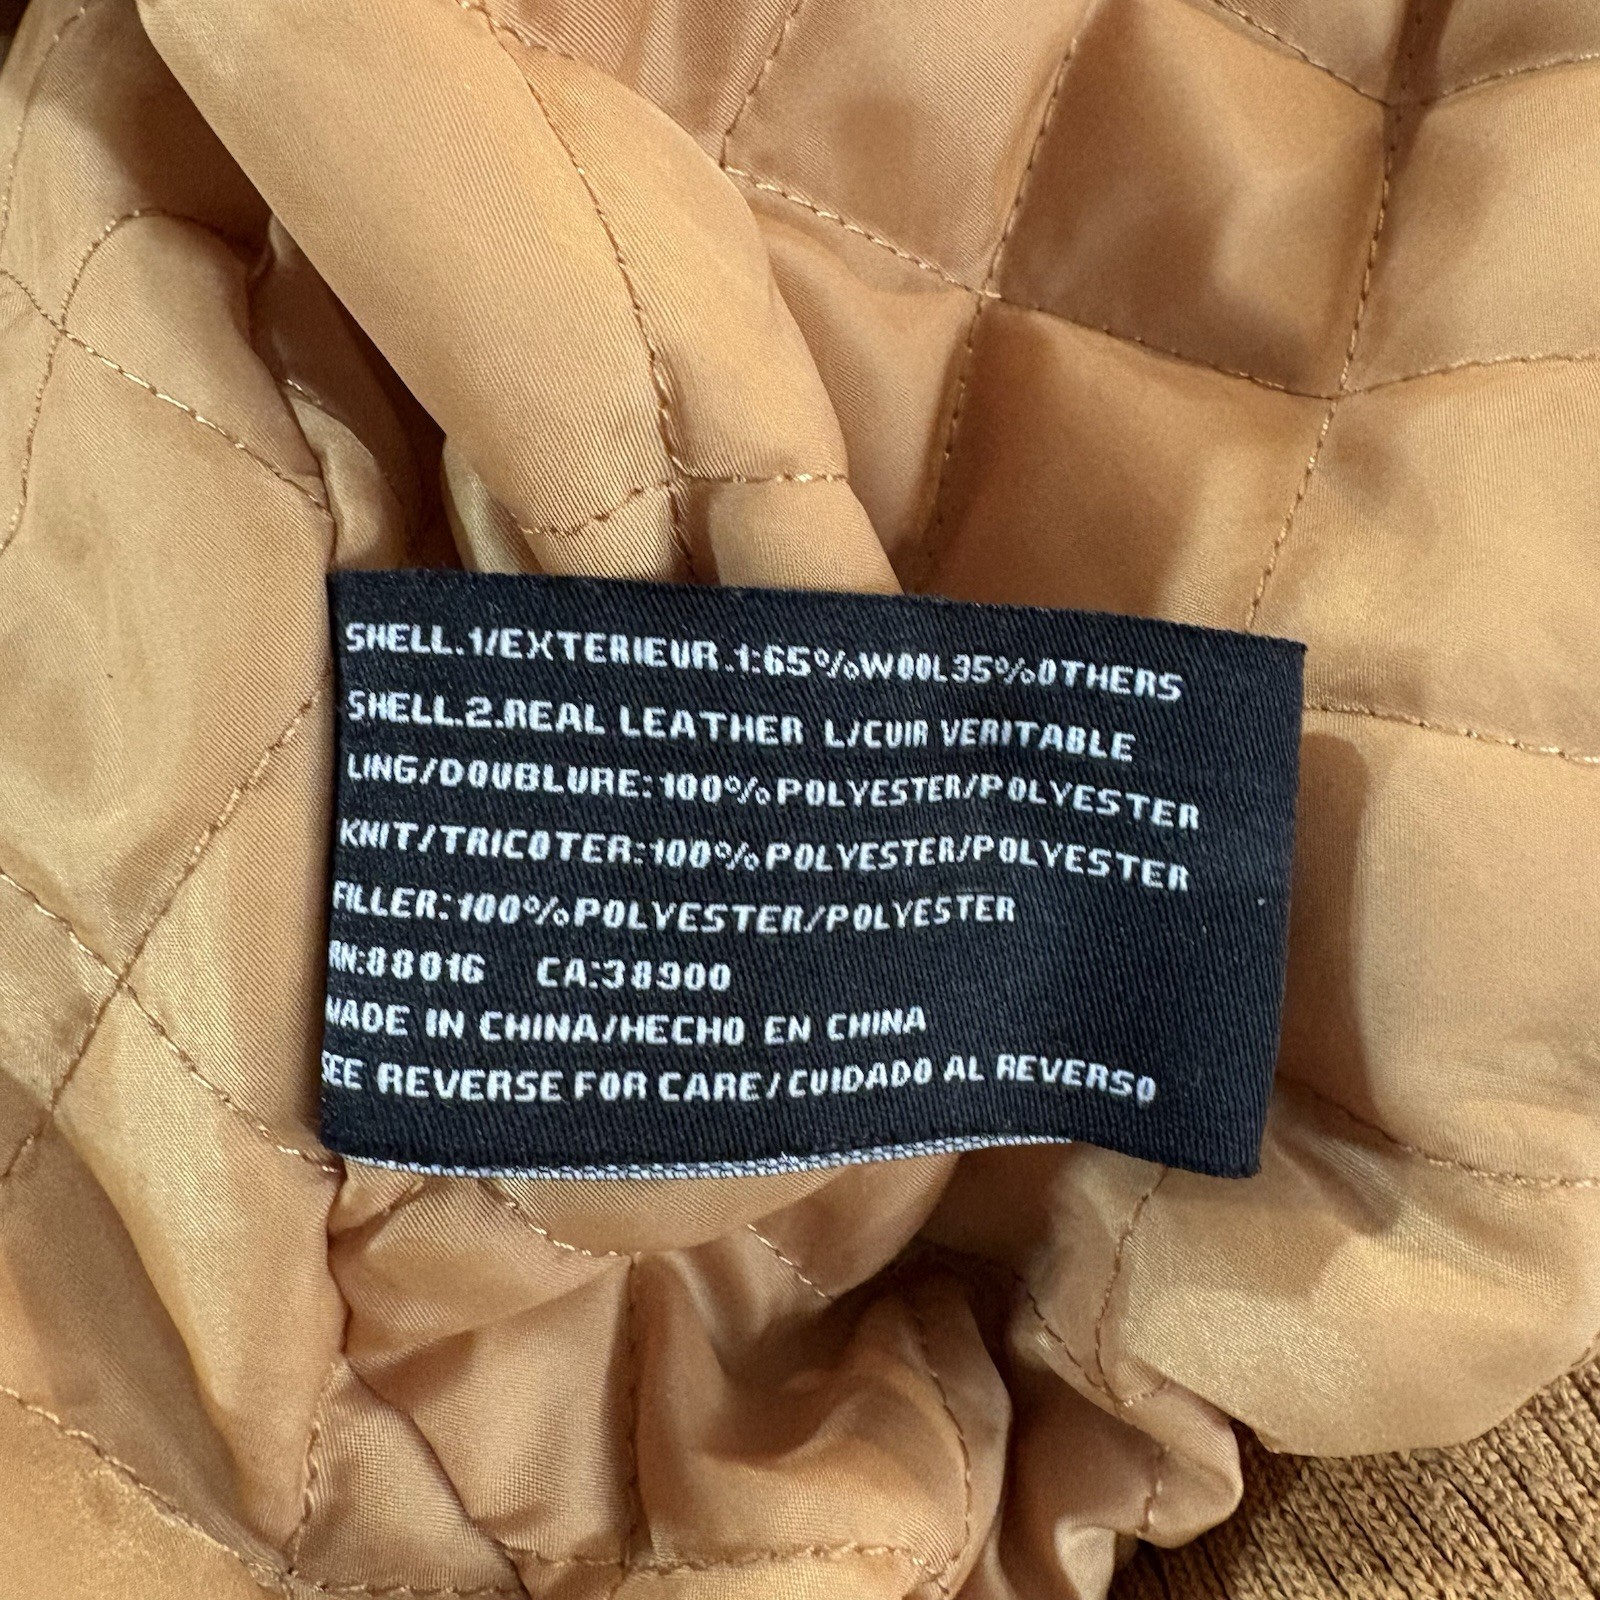 SHELL.1/EXTERIEUR.1:65%WOOL35%OTHERS
SHELL.2.REAL LEATHER L/CUIR VERITABLE
LING/DOUBLURE:100%POLYESTER/POLYESTER
KNIT/TRICOTER:100%POLYESTER/POLYESTER
FILLER:100%POLYESTER/POLYESTER
RN:88016 CA:38900
MADE IN CHINA/HECHO EN CHINA
SEE REVERSE FOR CARE/CUIDADO AL REVERSO